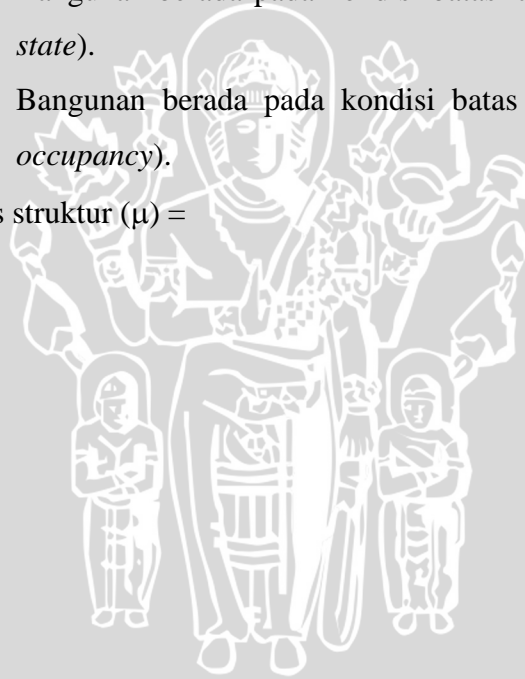 state).
Bangunan berada pada kondisi batas
occupancy).
s struktur (μ) =